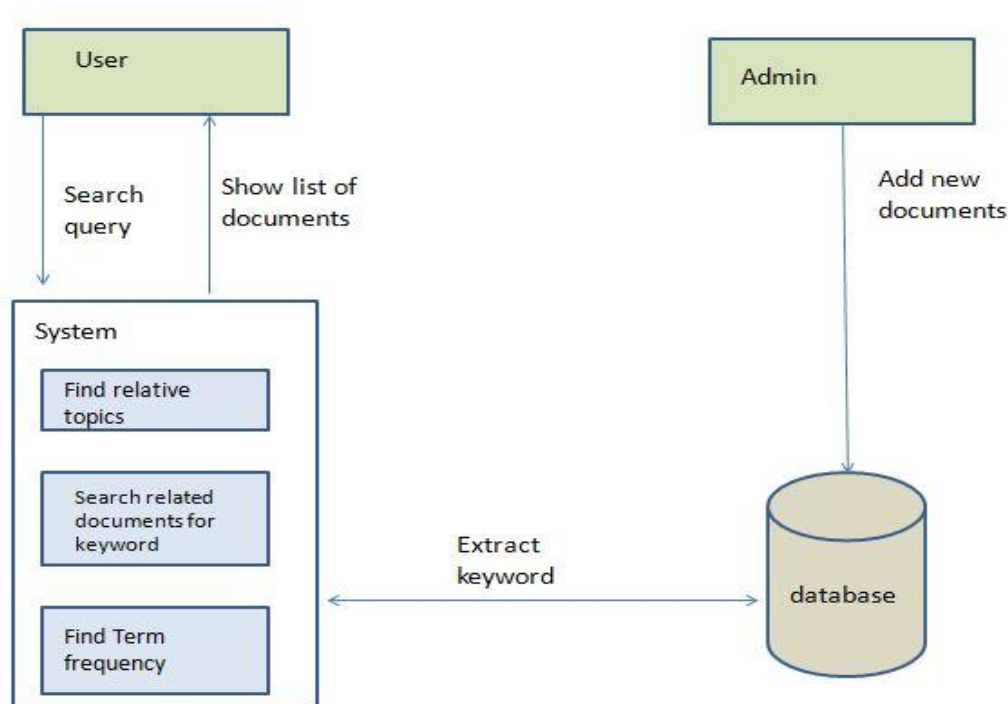 User
Admin
Search
query
Show list of
documents
Add new
documents
System
Find relative
topics
Search related
documents for
keyword
Find Term
frequency
Extract
keyword
database